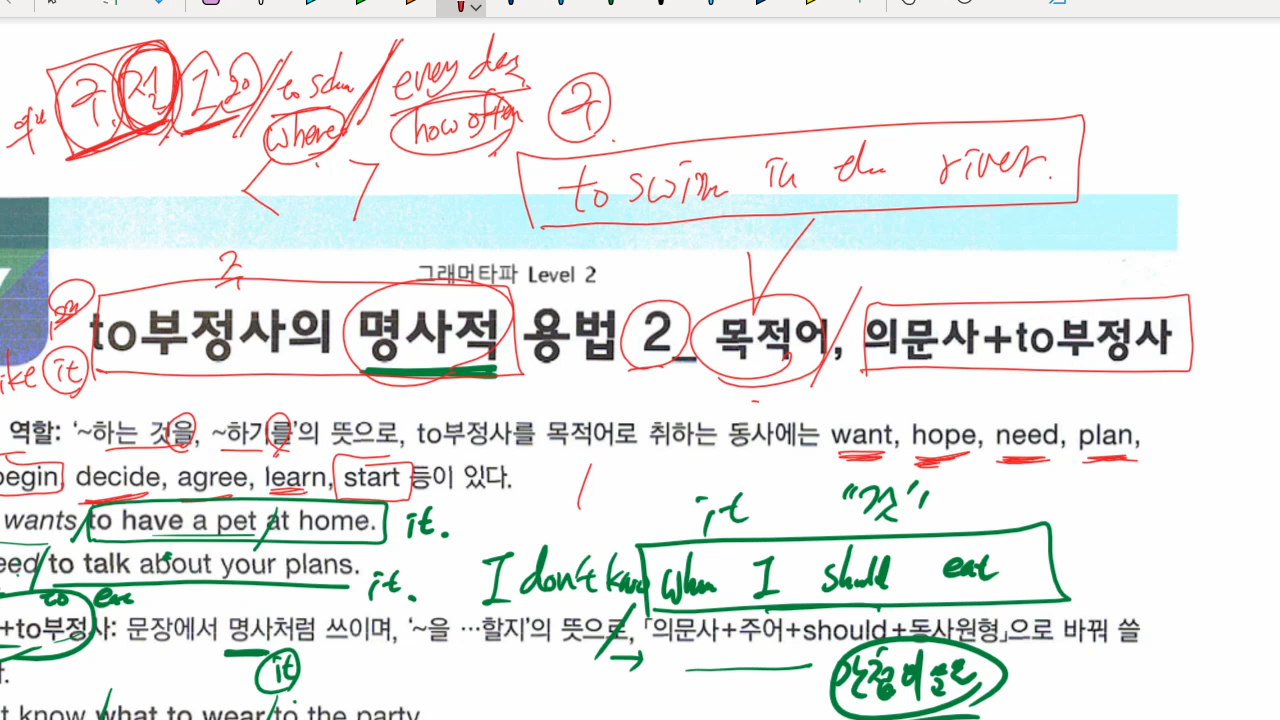 to 
every day
where
how often
주
to swim in the river.
그래머타파 Level 2
to부정사의 명사적 용법 2_ 목적어, 의문사+to부정사
ike it
역할: '~하는 것을, ~하기를'의 뜻으로, to부정사를 목적어로 취하는 동사에는 want, hope, need, plan,
begin, decide, agree, learn, start 등이 있다.
it "것"
wants to have a pet at home. it.
I don't know when I should eat
eed to talk about your plans. it.
to eat
+to부정사: 문장에서 명사처럼 쓰이며, '~을 …할지'의 뜻으로, 「의문사+주어+should+동사원형」으로 바꿔 쓸
it
다.
t know what to wear to the party.